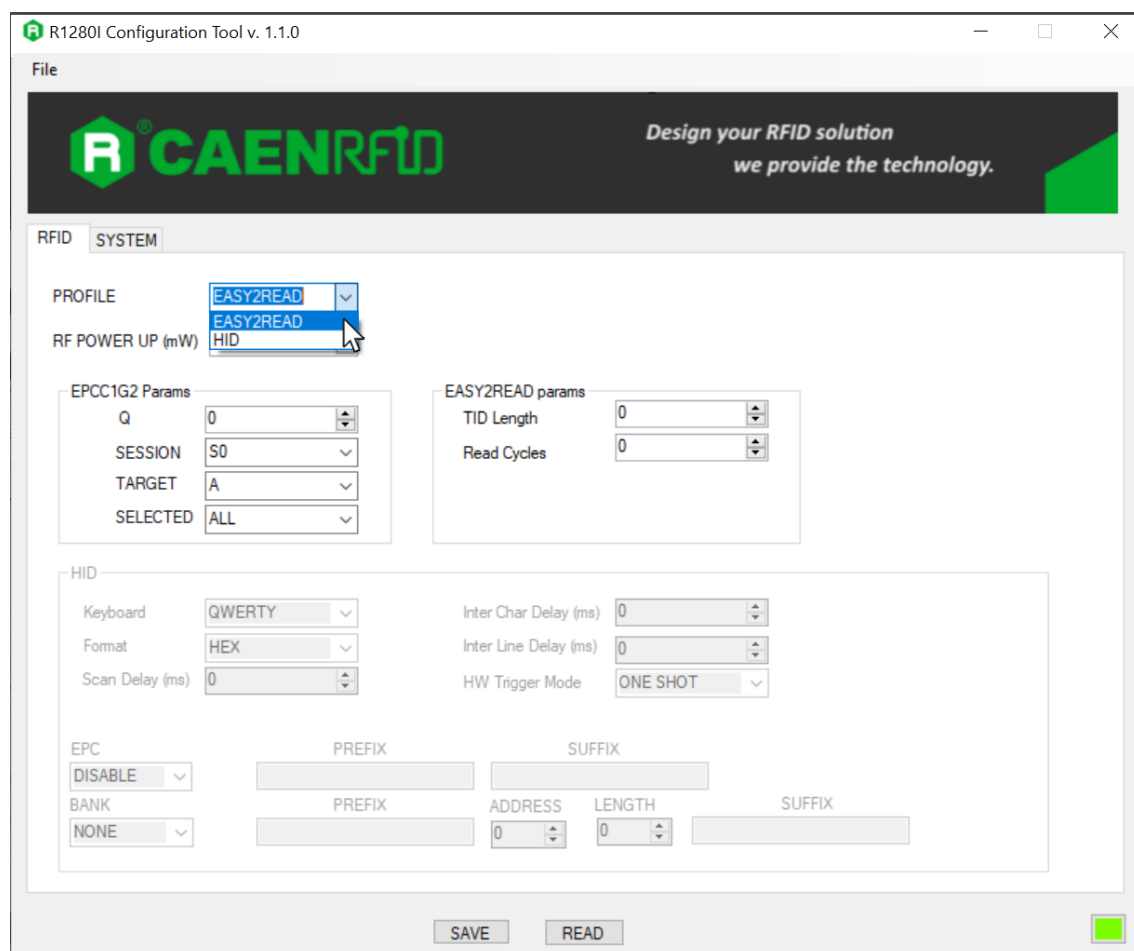 R1280I Configuration Tool v. 1.1.0
File
R® CAENRFID
Design your RFID solution
we provide the technology.
RFID SYSTEM
PROFILE EASY2READ
EASY2READ
RF POWER UP (mW) HID
EPCC1G2 Params EASY2READ params
Q 0 TID Length 0
SESSION S0 Read Cycles 0
TARGET A
SELECTED ALL
HID
Keyboard QWERTY Inter Char Delay (ms) 0
Format HEX Inter Line Delay (ms) 0
Scan Delay (ms) 0 HW Trigger Mode ONE SHOT
EPC PREFIX SUFFIX
DISABLE
BANK PREFIX ADDRESS LENGTH SUFFIX
NONE 0 0
SAVE READ